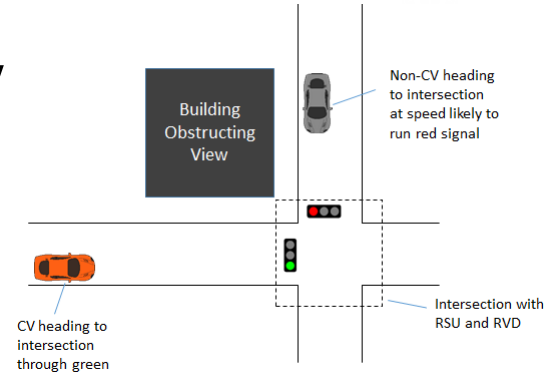 Building
Obstructing
View
Non-CV heading
to intersection
at speed likely to
run red signal
CV heading to
intersection
through green
Intersection with
RSU and RVD